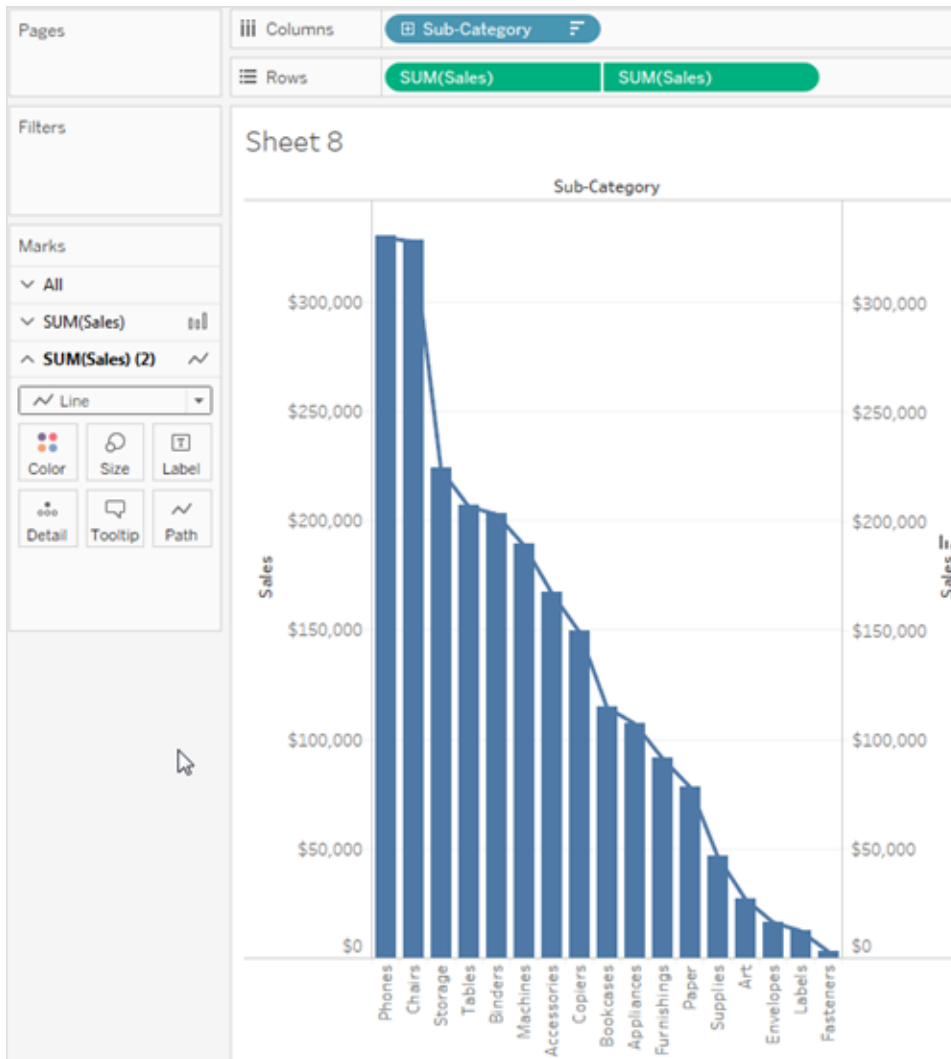 Pages
Columns
Sub-Category
Rows
SUM(Sales)
SUM(Sales)
Filters
Marks
All
SUM(Sales)
SUM(Sales) (2)
Line
Color
Size
Label
Detail
Tooltip
Path
Sheet 8
Sub-Category
Sales
$300,000
$250,000
$200,000
$150,000
$100,000
$50,000
$0
$300,000
$250,000
$200,000
$150,000
$100,000
$50,000
$0
Sales
Phones
Chairs
Storage
Tables
Binders
Machines
Accessories
Copiers
Bookcases
Appliances
Furnishings
Paper
Supplies
Art
Envelopes
Labels
Fasteners